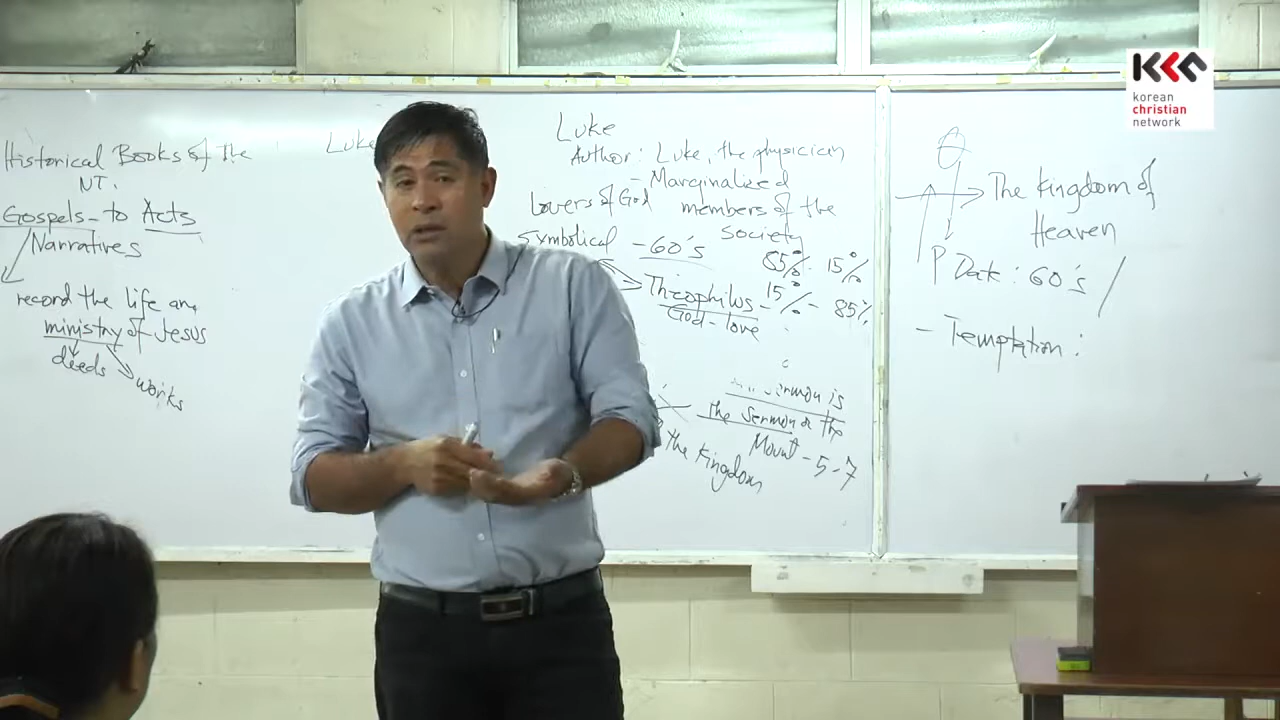 Historical Books of the
NT.
Gospels - to Acts
Narratives
record the life and
ministry of Jesus
deeds
works
Luke
Luke
Author: Luke, the physician
- Marginalized
Lovers of God members of the
Symbolical - 60's Society
85% - 15%
Theophilus - 15% - 85%
God-love
Sermon is
the Sermon on the
Mount - 5-7
the Kingdom
The Kingdom of
Heaven
P Date: 60's /
- Temptation:
KCN
korean
christian
network